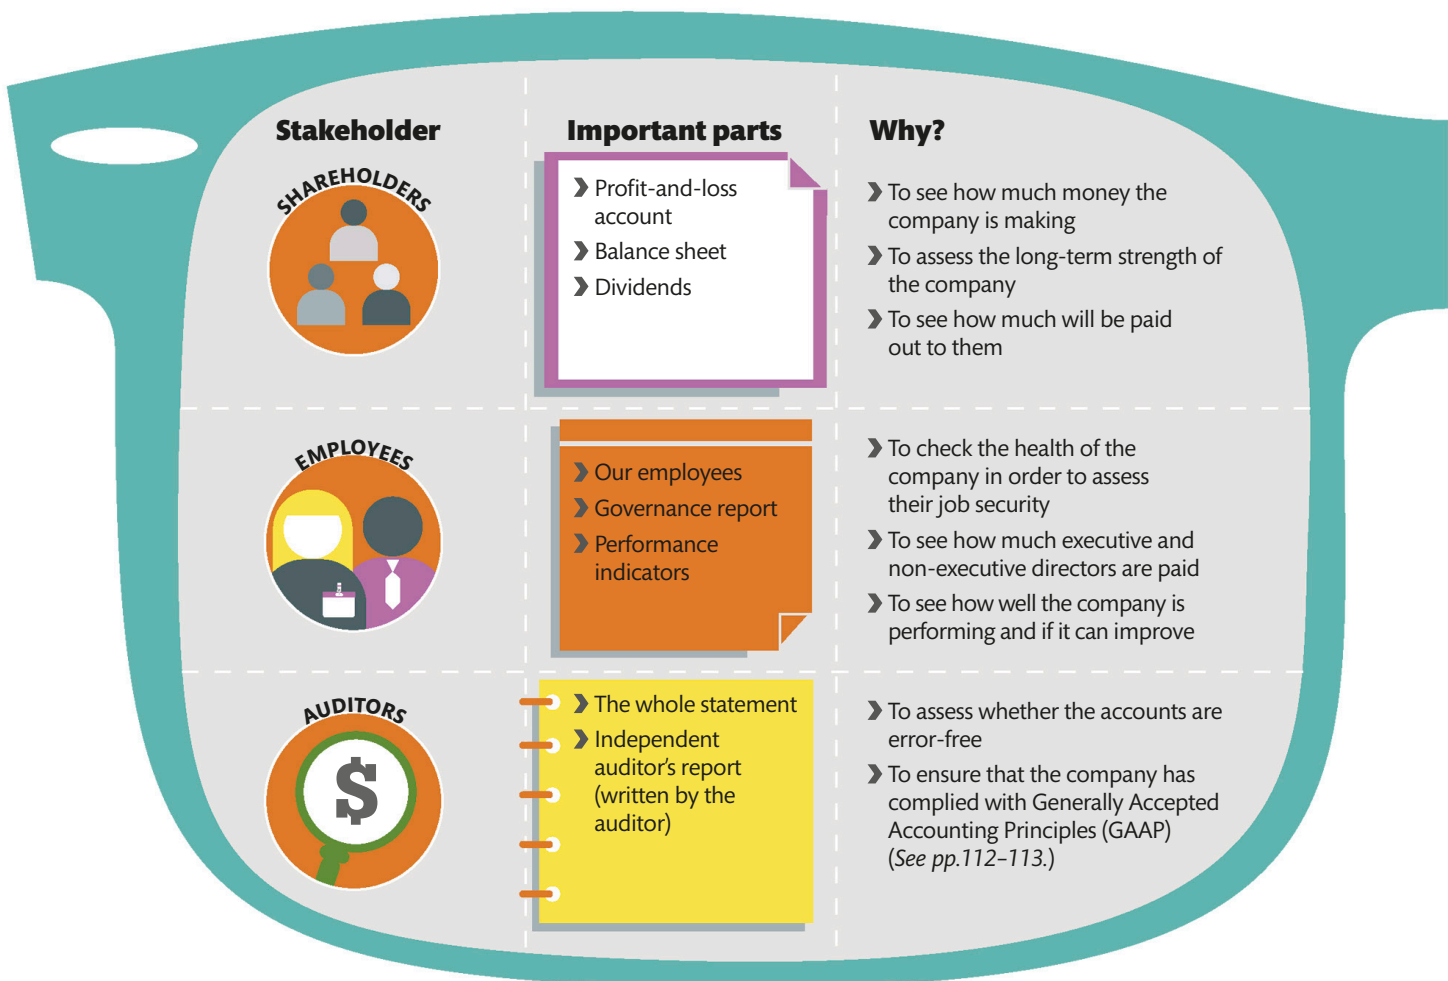 Stakeholder
Important parts
Why?
SHAREHOLDERS
❯ Profit-and-loss
account
❯ Balance sheet
❯ Dividends
❯ To see how much money the
company is making
❯ To assess the long-term strength of
the company
❯ To see how much will be paid
out to them
EMPLOYEES
❯ Our employees
❯ Governance report
❯ Performance
indicators
❯ To check the health of the
company in order to assess
their job security
❯ To see how much executive and
non-executive directors are paid
❯ To see how well the company is
performing and if it can improve
AUDITORS
$
❯ The whole statement
❯ Independent
auditor’s report
(written by the
auditor)
❯ To assess whether the accounts are
error-free
❯ To ensure that the company has
complied with Generally Accepted
Accounting Principles (GAAP)
(See pp.112–113.)